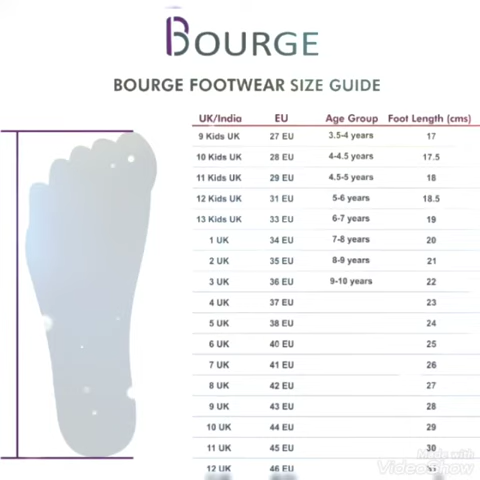 BOURGE
BOURGE FOOTWEAR SIZE GUIDE
UK/India EU Age Group Foot Length (cms)
9 Kids UK 27 EU 3.5-4 years 17
10 Kids UK 28 EU 4-4.5 years 17.5
11 Kids UK 29 EU 4.5-5 years 18
12 Kids UK 31 EU 5-6 years 18.5
13 Kids UK 33 EU 6-7 years 19
1 UK 34 EU 7-8 years 20
2 UK 35 EU 8-9 years 21
3 UK 36 EU 9-10 years 22
4 UK 37 EU 23
5 UK 38 EU 24
6 UK 40 EU 25
7 UK 41 EU 26
8 UK 42 EU 27
9 UK 43 EU 28
10 UK 44 EU 29
11 UK 45 EU 30
12 UK 46 EU
Made with
VideoShow